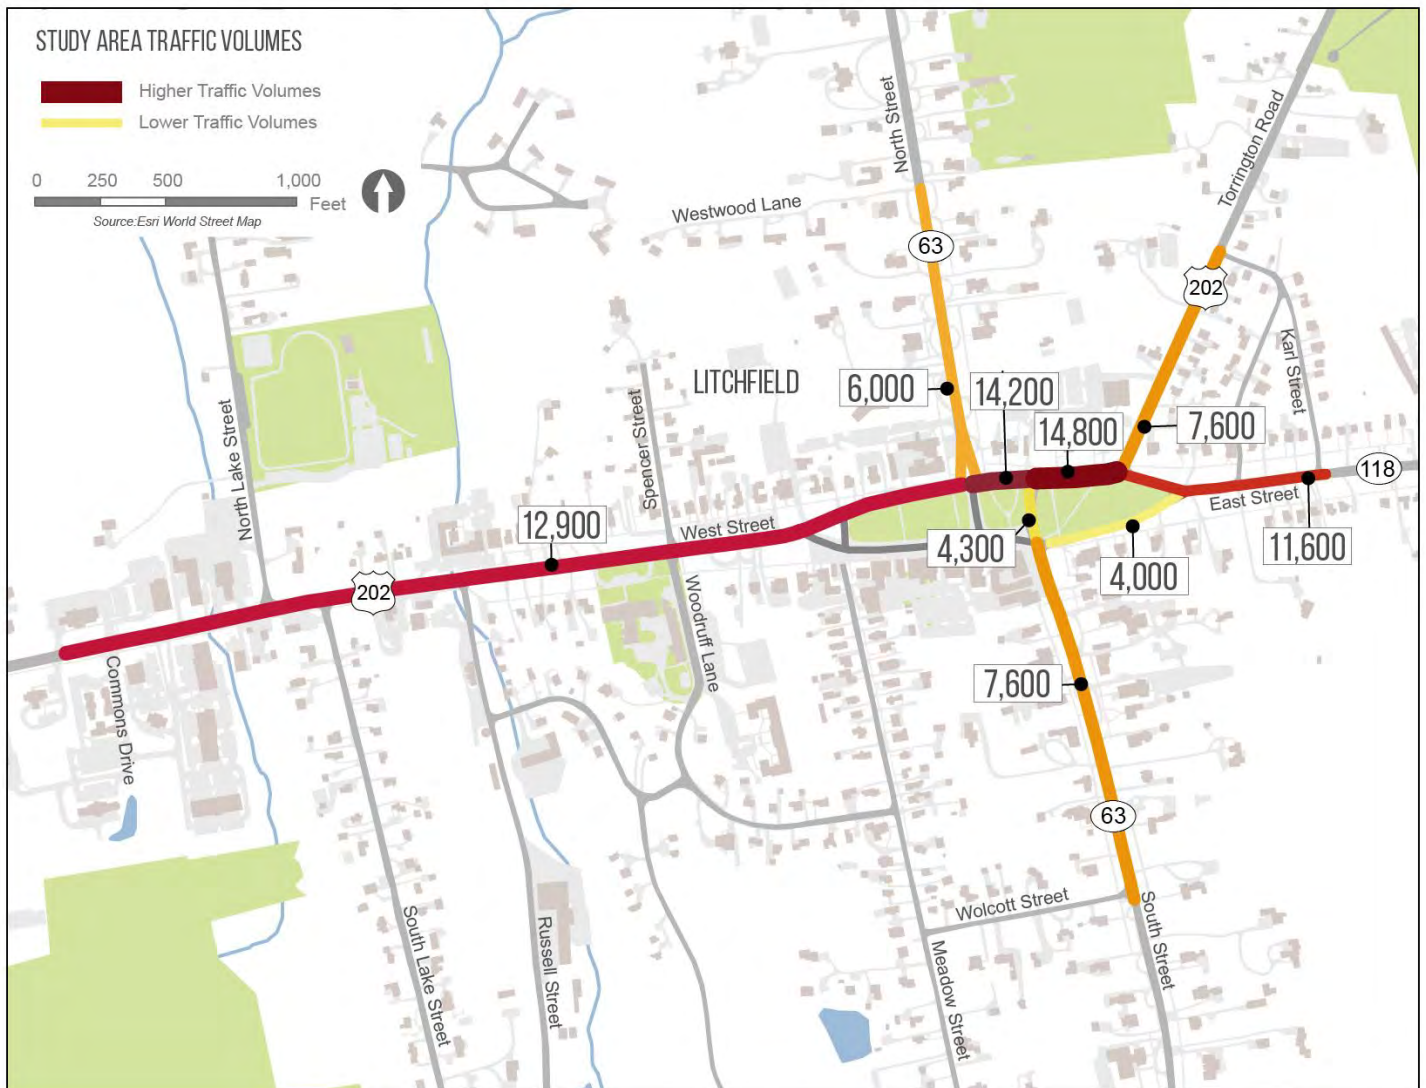 STUDY AREA TRAFFIC VOLUMES
Higher Traffic Volumes
Lower Traffic Volumes
0 250 500 1,000
Feet
Source:Esri World Street Map
North Street
Torrington Road
Westwood Lane
63
202
Karl Street
LITCHFIELD
6,000
14,200
14,800
7,600
North Lake Street
Spencer Street
118
East Street
West Street
12,900
4,300
4,000
11,600
202
Woodruff Lane
Commons Drive
7,600
63
Wolcott Street
South Street
South Lake Street
Russell Street
Meadow Street